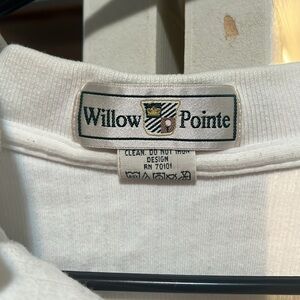 Willow Pointe
CLEAN. DO NOT IRON
DESIGN
RN 70101